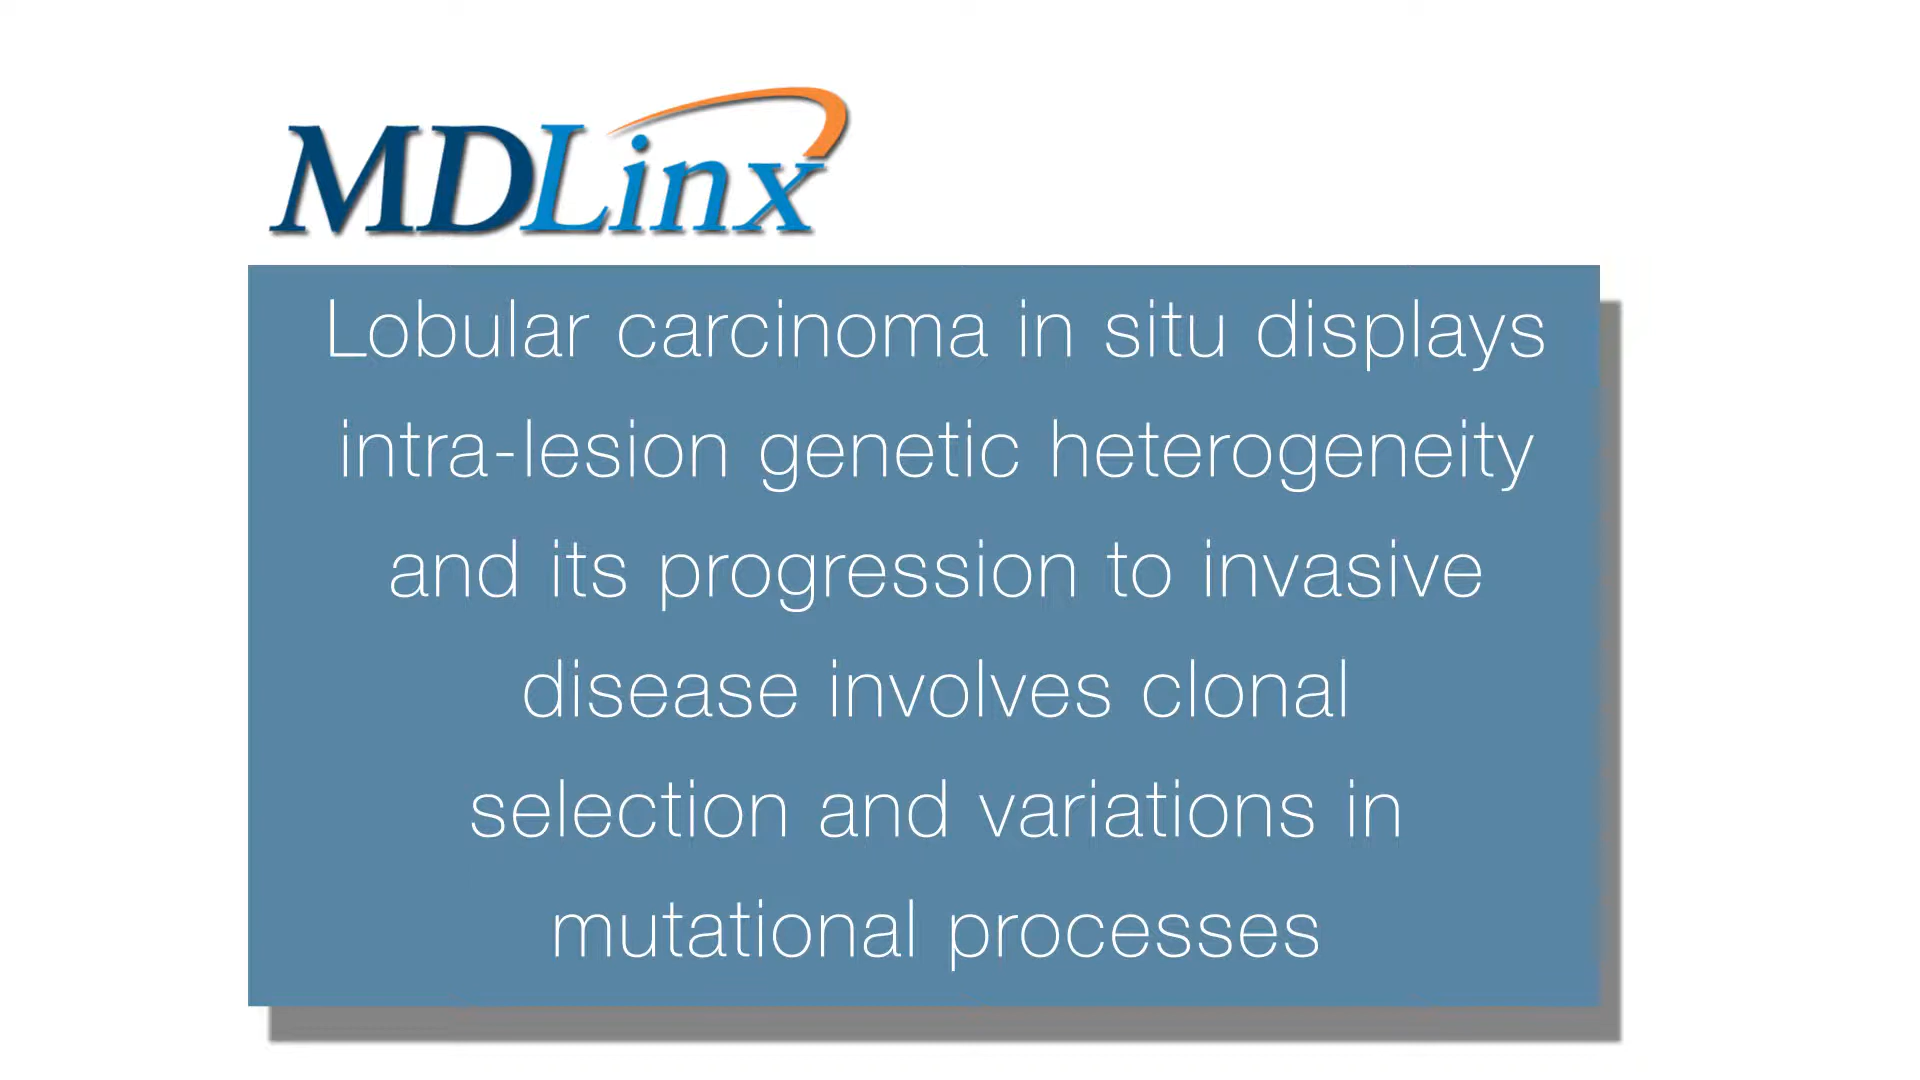 MDLinx
Lobular carcinoma in situ displays
intra-lesion genetic heterogeneity
and its progression to invasive
disease involves clonal
selection and variations in
mutational processes